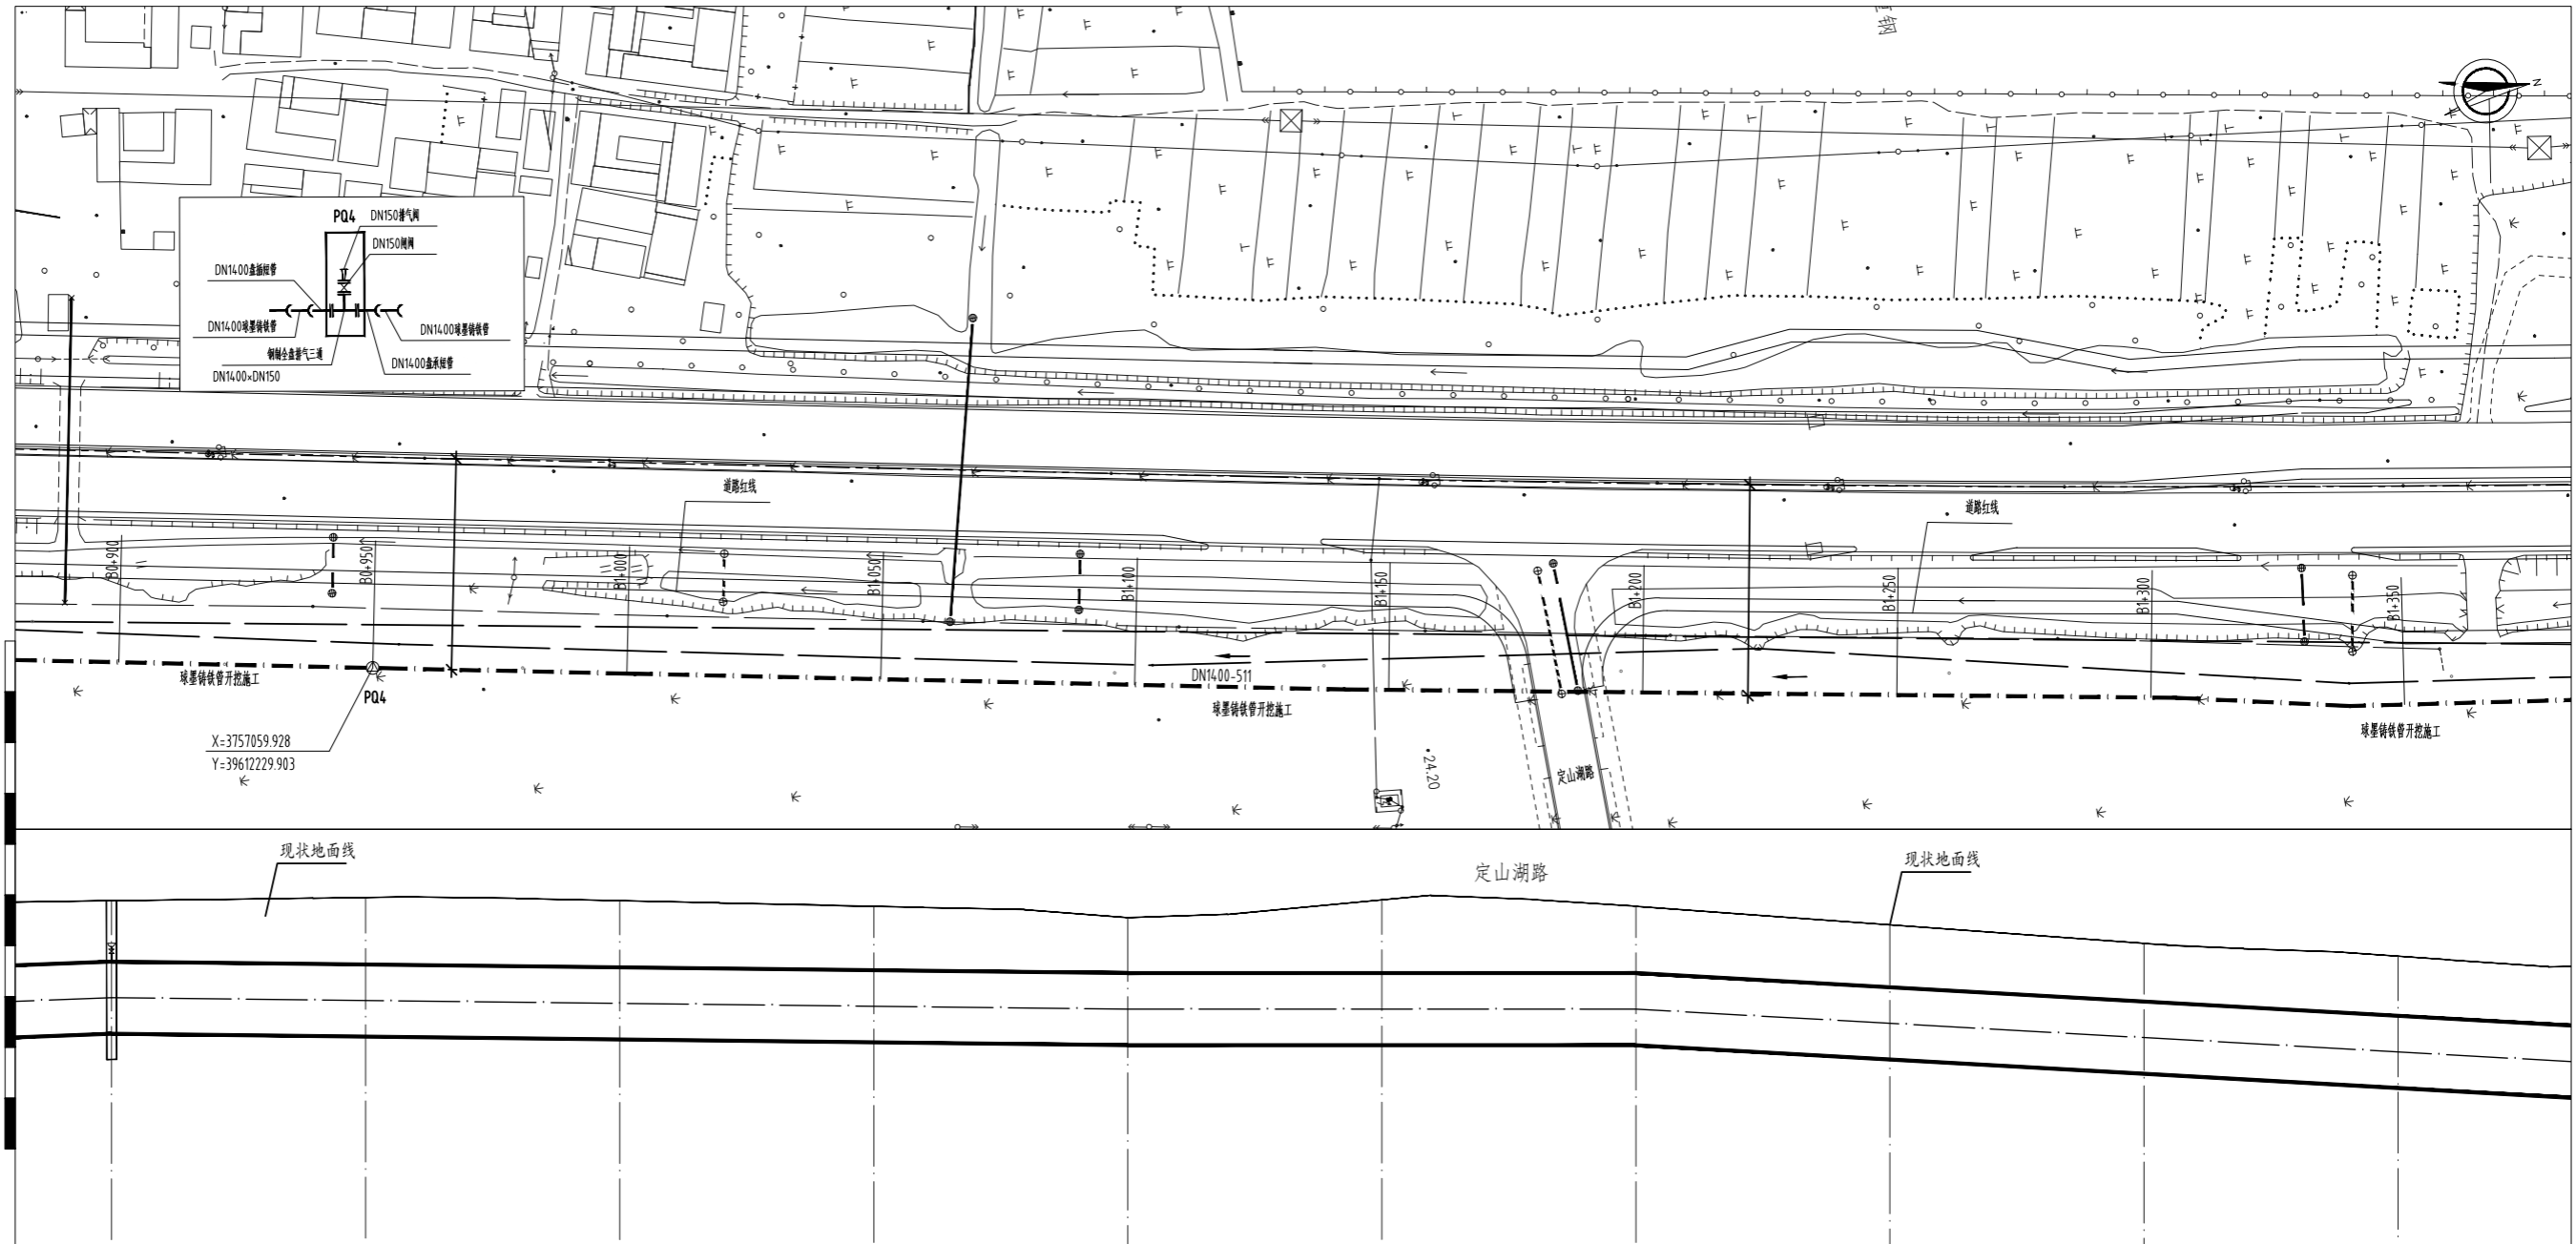 钢
N
PQ4
DN150排气阀
DN150闸阀
DN1400盘插短管
DN1400球墨铸铁管
DN1400球墨铸铁管
钢制全盘排气三通
DN1400×DN150
DN1400盘承短管
道路红线
道路红线
B0+900
B0+950
B1+000
B1+050
B1+100
B1+150
B1+200
B1+250
B1+300
B1+350
球墨铸铁管开挖施工
PQ4
DN1400-511
球墨铸铁管开挖施工
球墨铸铁管开挖施工
X=3757059.928
Y=39612229.903
24.20
定山湖路
现状地面线
定山湖路
现状地面线